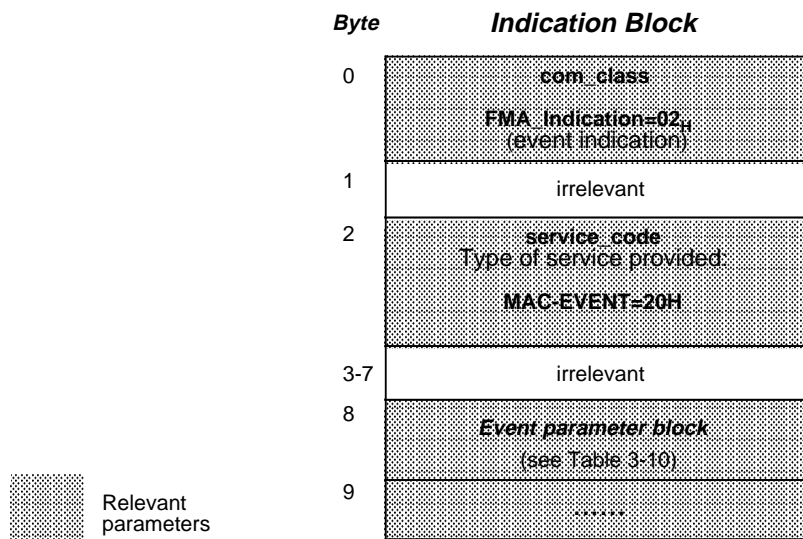 Byte Indication Block
0 com_class
FMA_Indication=02H
(event indication)
1 irrelevant
2 service_code
Type of service provided:
MAC-EVENT=20H
3-7 irrelevant
8 Event parameter block
(see Table 3-10)
9 ......
Relevant
parameters